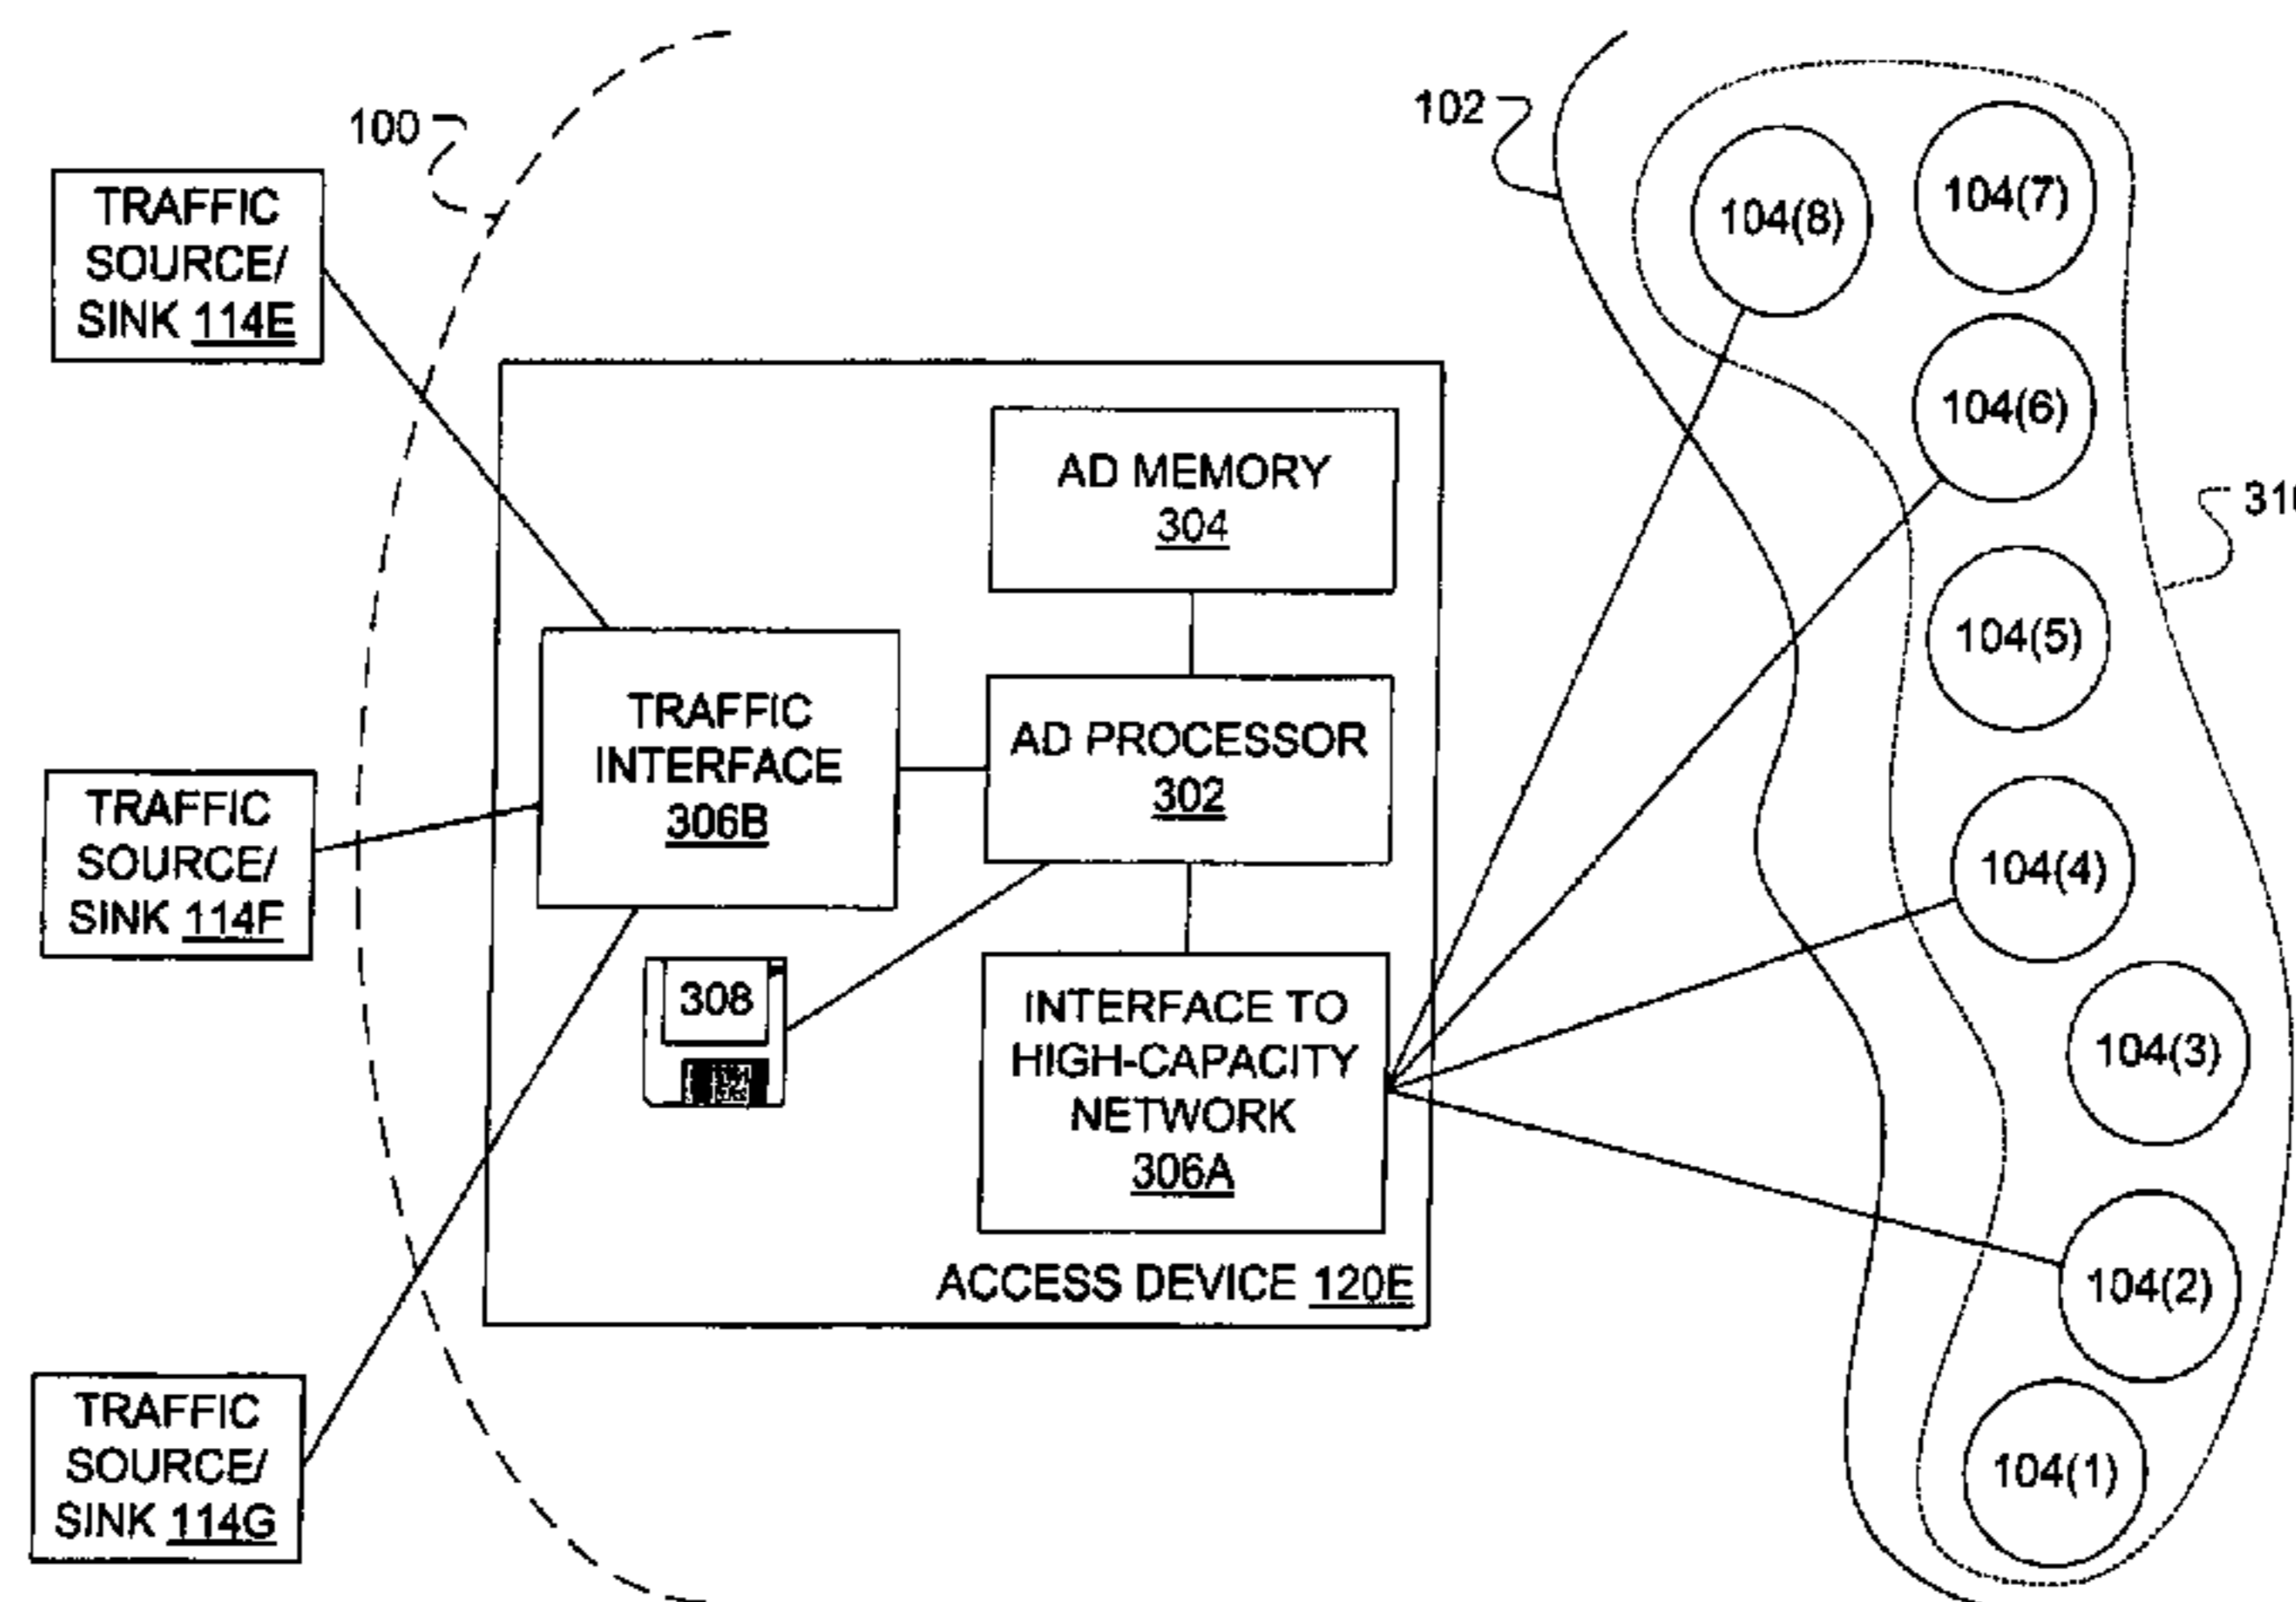 100
102
TRAFFIC
SOURCE/
SINK 114E
104(8)
104(7)
104(6)
AD MEMORY
304
104(5)
TRAFFIC
INTERFACE
306B
AD PROCESSOR
302
TRAFFIC
SOURCE/
SINK 114F
104(4)
308
INTERFACE TO
HIGH-CAPACITY
NETWORK
306A
104(3)
ACCESS DEVICE 120E
104(2)
TRAFFIC
SOURCE/
SINK 114G
104(1)